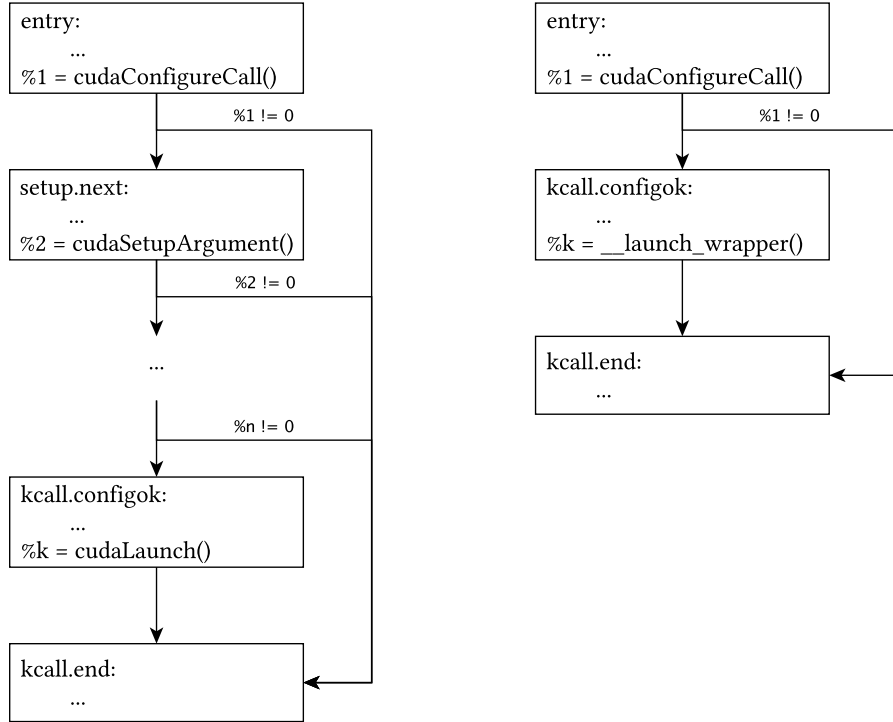 entry:
...
%1 = cudaConfigureCall()
%1 != 0
setup.next:
...
%2 = cudaSetupArgument()
%2 != 0
...
%n != 0
kcall.configok:
...
%k = cudaLaunch()
kcall.end:
...
entry:
...
%1 = cudaConfigureCall()
%1 != 0
kcall.configok:
...
%k = __launch_wrapper()
kcall.end:
...